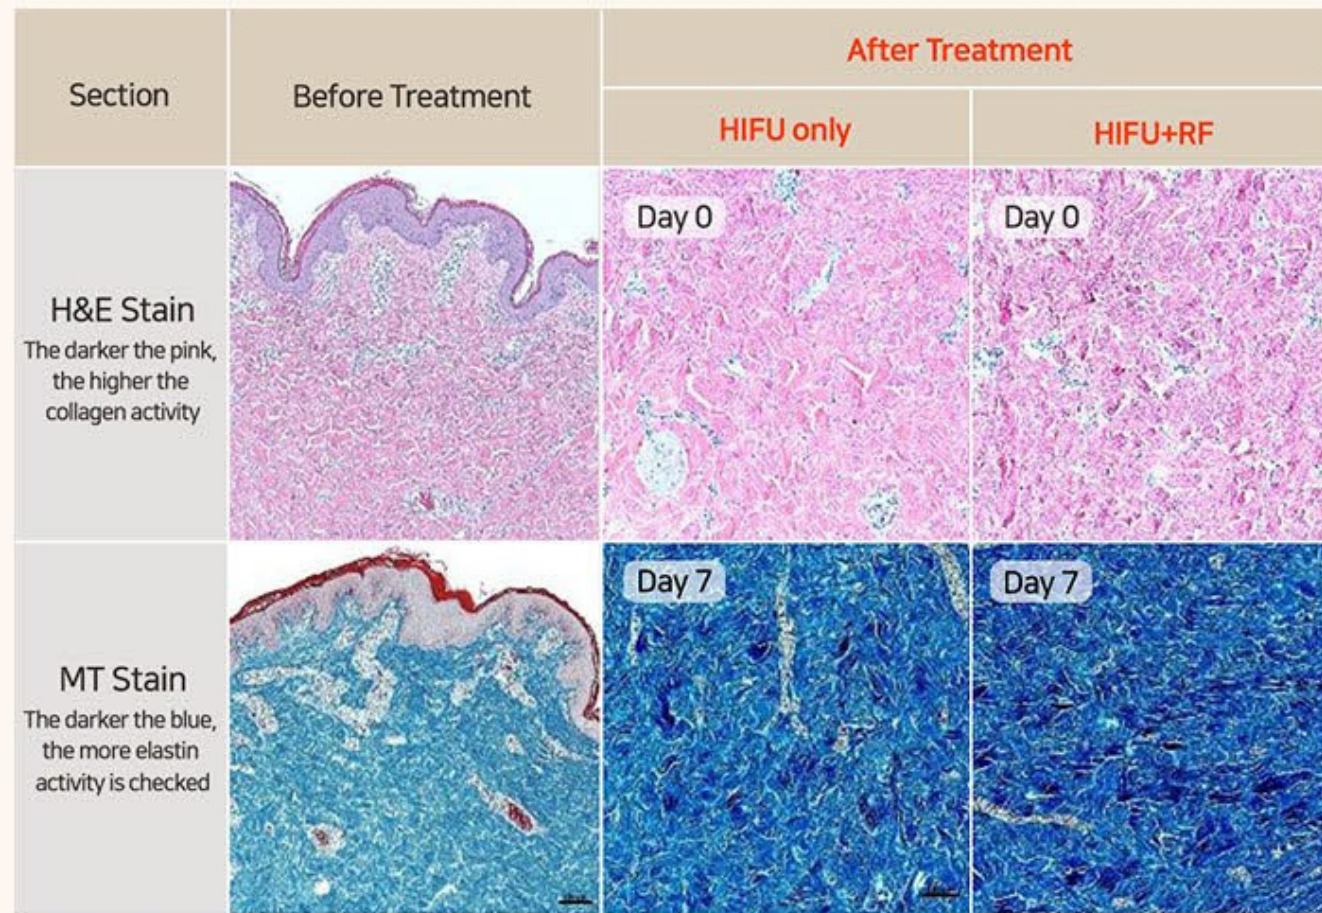 Section
Before Treatment
After Treatment
HIFU only
HIFU+RF
H&E Stain
The darker the pink,
the higher the
collagen activity
Day 0
Day 0
MT Stain
The darker the blue,
the more elastin
activity is checked
Day 7
Day 7